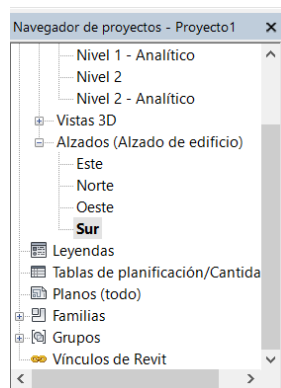 Navegador de proyectos - Proyecto1
Nivel 1 - Analítico
Nivel 2
Nivel 2 - Analítico
Vistas 3D
Alzados (Alzado de edificio)
Este
Norte
Oeste
Sur
Leyendas
Tablas de planificación/Cantida
Planos (todo)
Familias
Grupos
Vínculos de Revit